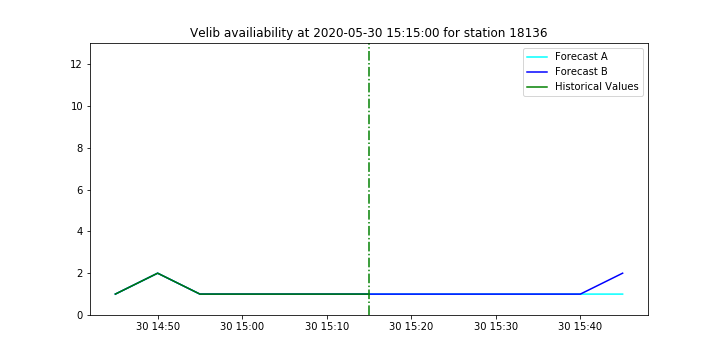 Velib availiability at 2020-05-30 15:15:00 for station 18136
Forecast A
Forecast B
Historical Values
12
10
8
6
4
2
0
30 14:50 30 15:00 30 15:10 30 15:20 30 15:30 30 15:40